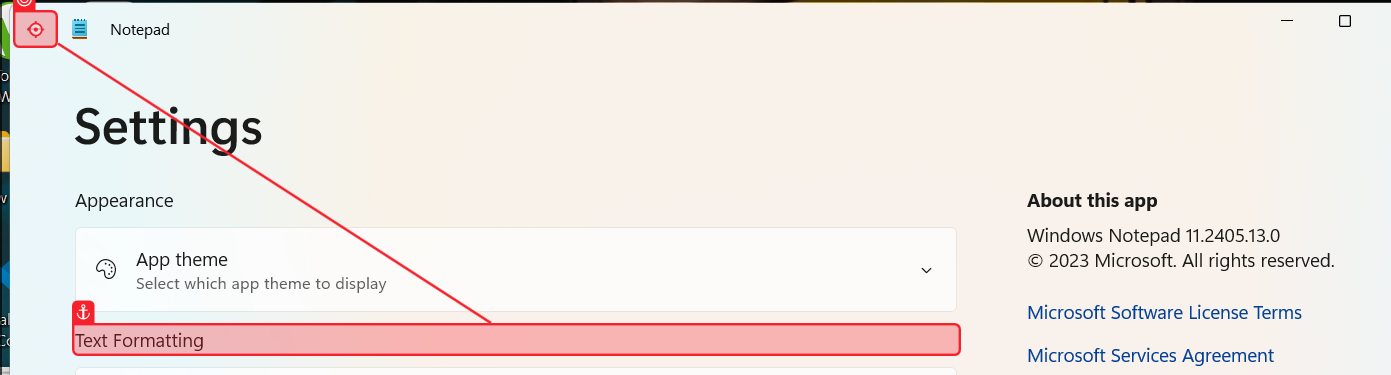 Notepad
Settings
Appearance
App theme
Select which app theme to display
Text Formatting
About this app
Windows Notepad 11.2405.13.0
© 2023 Microsoft. All rights reserved.
Microsoft Software License Terms
Microsoft Services Agreement